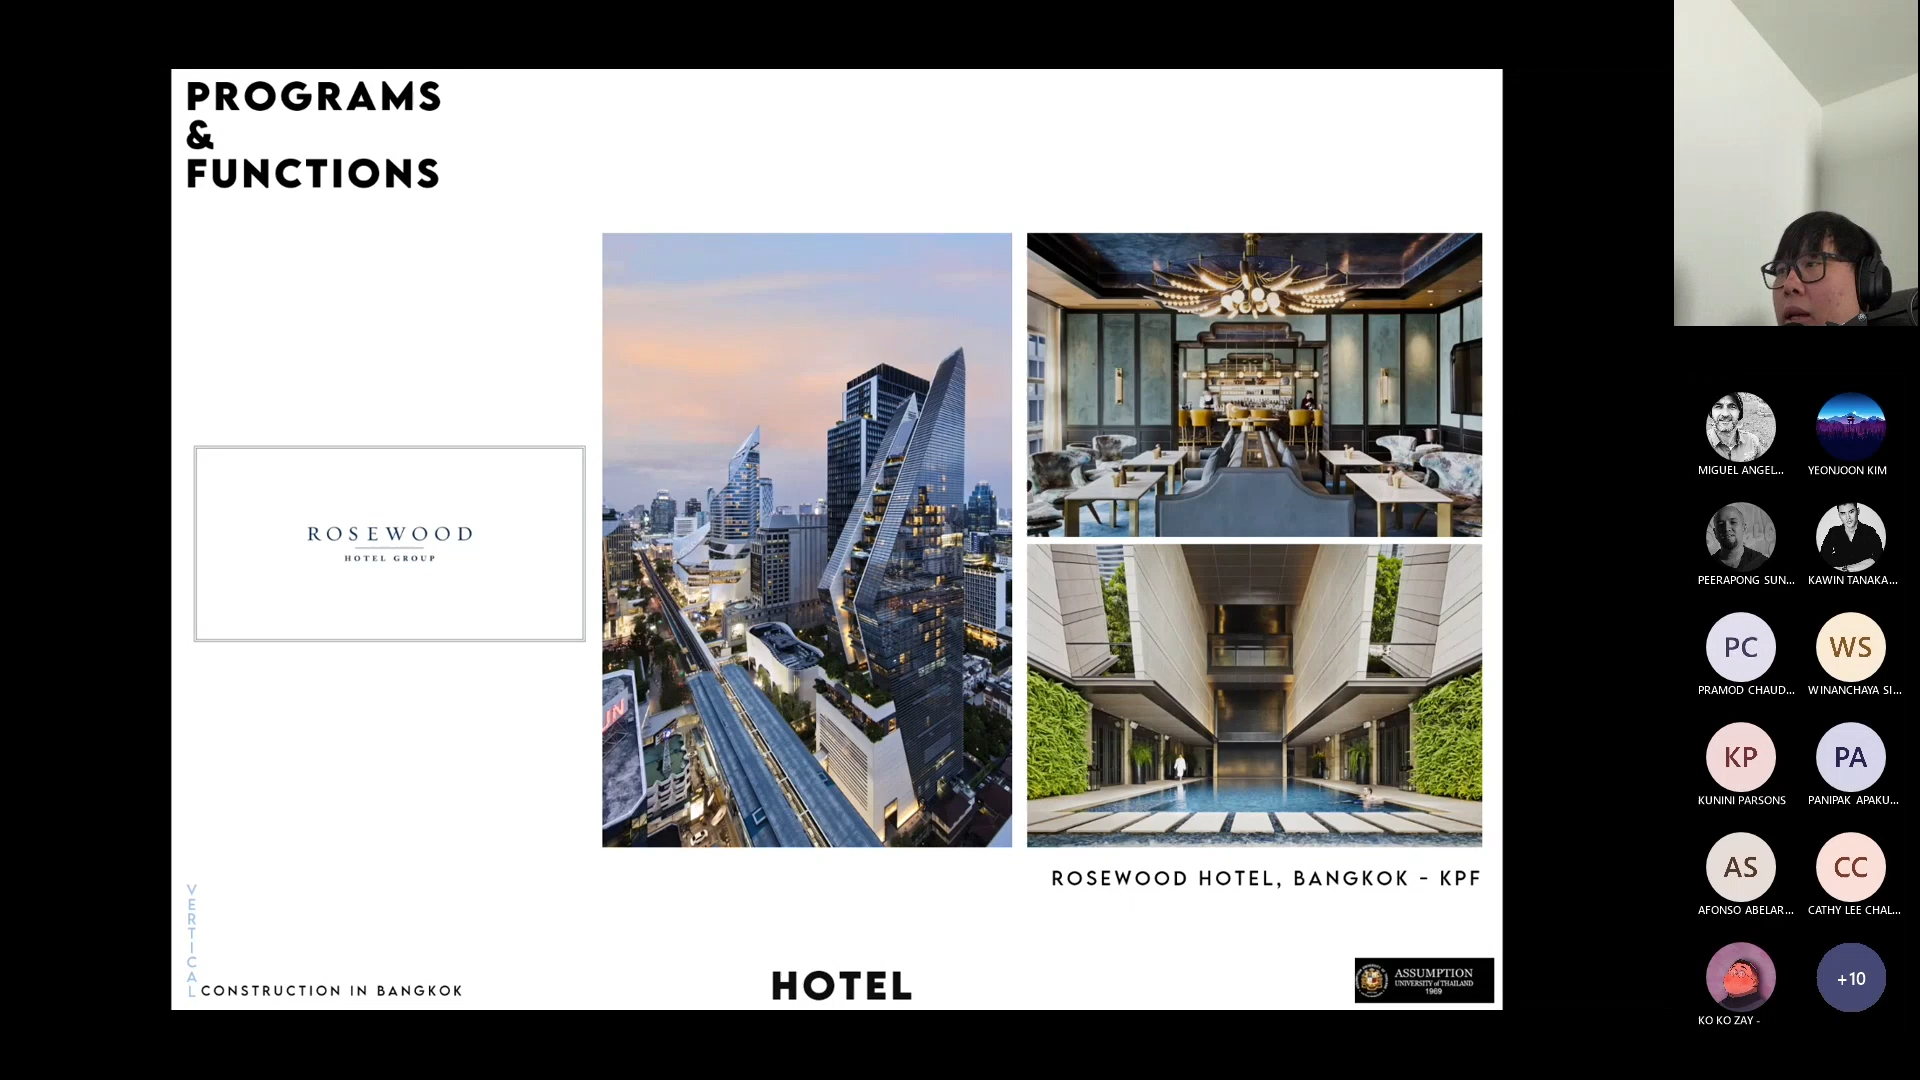 PROGRAMS
&
FUNCTIONS
ROSEWOOD
HOTEL GROUP
ROSEWOOD HOTEL, BANGKOK - KPF
VERTICAL
CONSTRUCTION IN BANGKOK
HOTEL
ASSUMPTION
UNIVERSITY of THAILAND
1969
MIGUEL ANGEL...
YEONJOON KIM
PEERAPONG SUN...
KAWIN TANAKA...
PC
WS
PRAMOD CHAUD...
WINANCHAYA SI...
KP
PA
KUNINI PARSONS
PANIPAK APAKU...
AS
CC
AFONSO ABELAR...
CATHY LEE CHAL...
+10
KO KO ZAY -